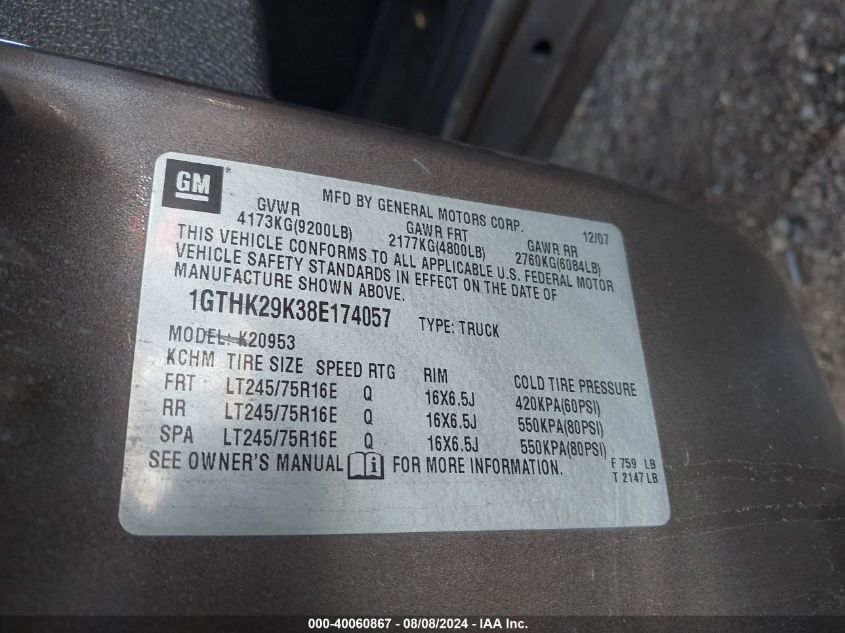 GM ®
MFD BY GENERAL MOTORS CORP. 12/07
GVWR GAWR FRT GAWR RR
4173KG(9200LB) 2177KG(4800LB) 2760KG(6084LB)
THIS VEHICLE CONFORMS TO ALL APPLICABLE U.S. FEDERAL MOTOR
VEHICLE SAFETY STANDARDS IN EFFECT ON THE DATE OF
MANUFACTURE SHOWN ABOVE.
1GTHK29K38E174057 TYPE: TRUCK
MODEL: K20953
KCHM TIRE SIZE SPEED RTG RIM COLD TIRE PRESSURE
FRT LT245/75R16E Q 16X6.5J 420KPA(60PSI)
RR LT245/75R16E Q 16X6.5J 550KPA(80PSI)
SPA LT245/75R16E Q 16X6.5J 550KPA(80PSI)
SEE OWNER'S MANUAL FOR MORE INFORMATION.
F 759 LB
T 2147 LB
000-40060867 - 08/08/2024 - IAA Inc.